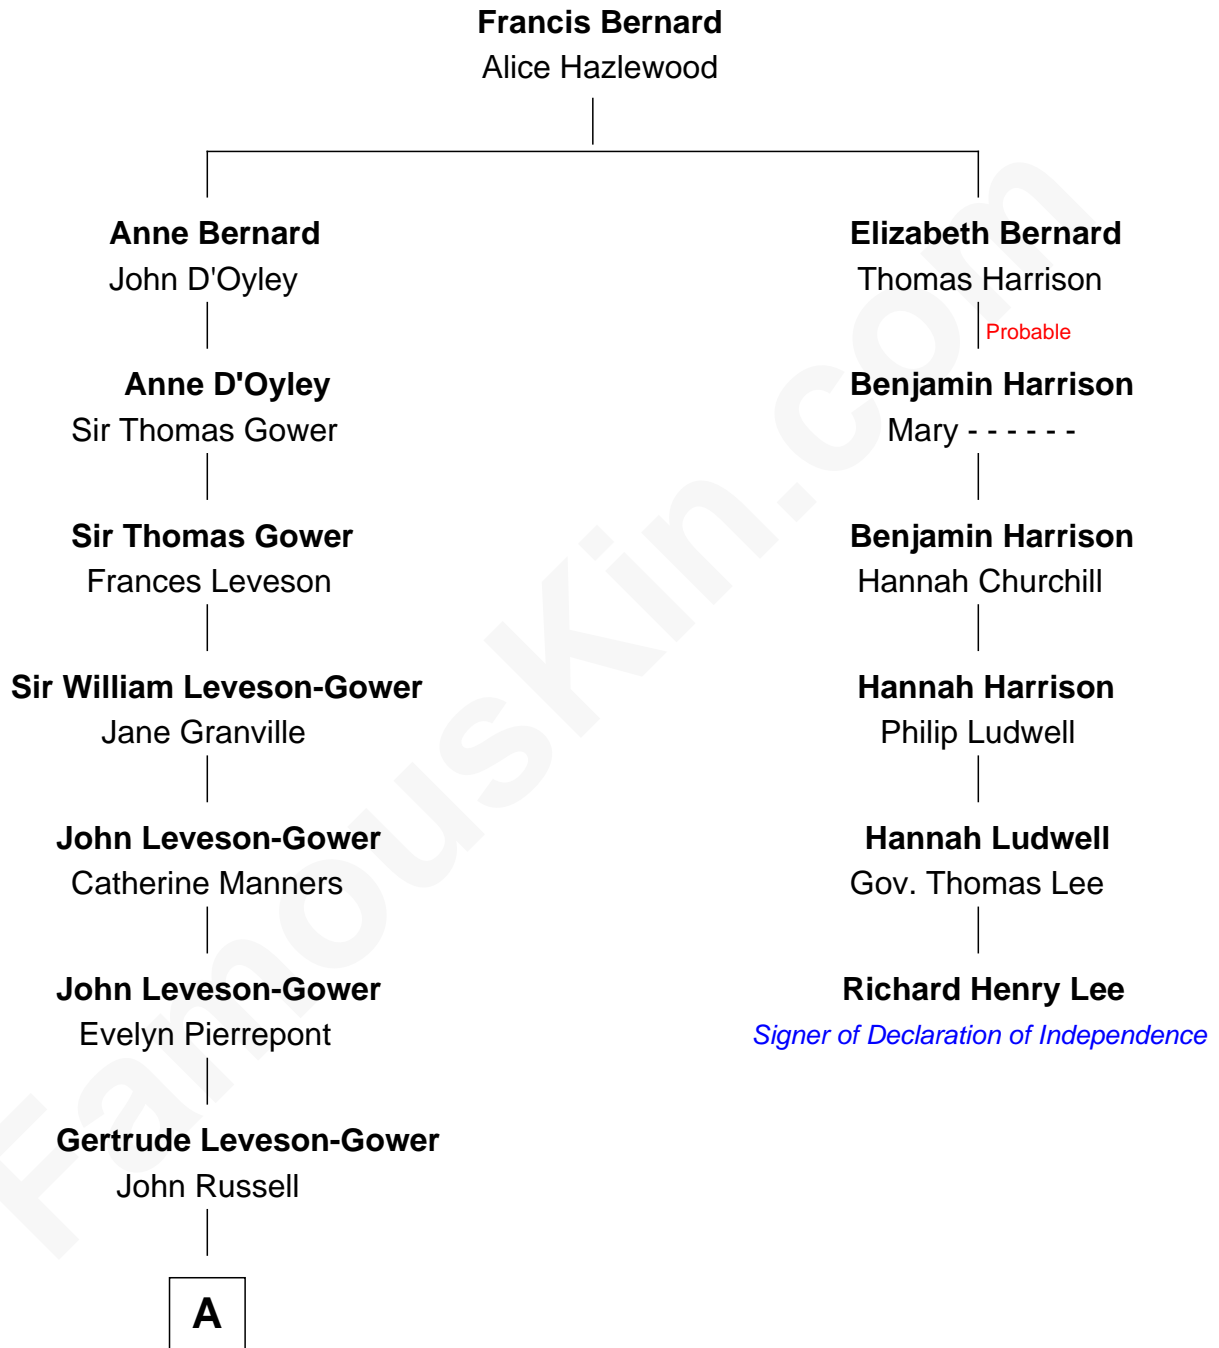 Francis Bernard
Alice Hazlewood
Anne Bernard
John D'Oyley
Elizabeth Bernard
Thomas Harrison
Probable
Anne D'Oyley
Sir Thomas Gower
Benjamin Harrison
Mary - - - - - -
Sir Thomas Gower
Frances Leveson
Benjamin Harrison
Hannah Churchill
Sir William Leveson-Gower
Jane Granville
Hannah Harrison
Philip Ludwell
John Leveson-Gower
Catherine Manners
Hannah Ludwell
Gov. Thomas Lee
John Leveson-Gower
Evelyn Pierrepont
Richard Henry Lee
Signer of Declaration of Independence
Gertrude Leveson-Gower
John Russell
A
FamousKin.com